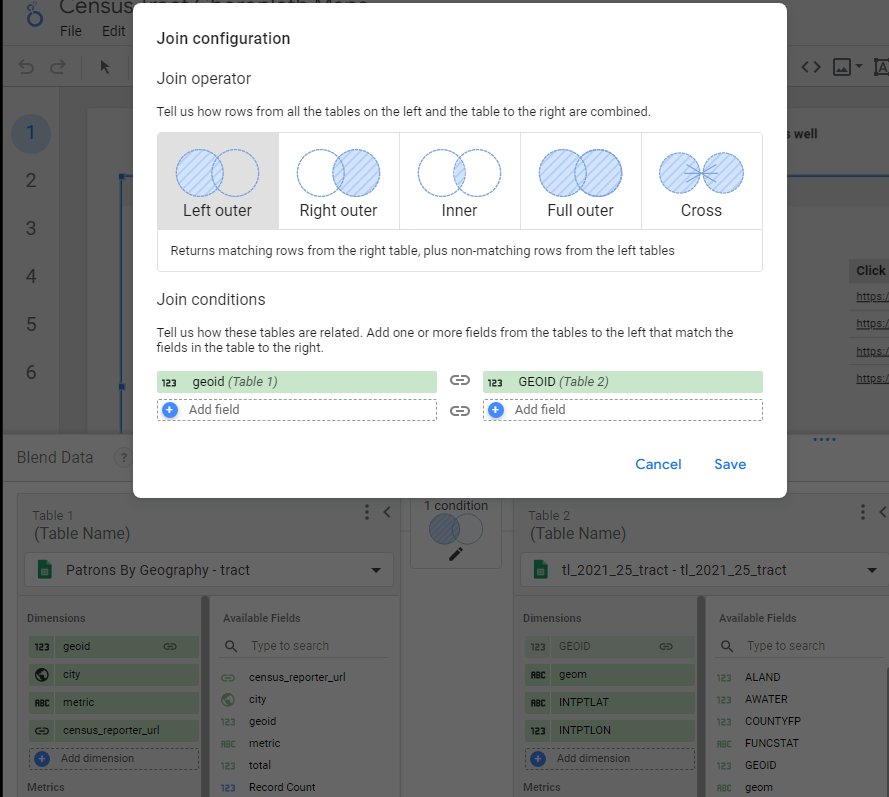 Census
File Edit
Join configuration
Join operator
Tell us how rows from all the tables on the left and the table to the right are combined.
Left outer Right outer Inner Full outer Cross
Returns matching rows from the right table, plus non-matching rows from the left tables
Join conditions
Tell us how these tables are related. Add one or more fields from the tables to the left that match the
fields in the table to the right.
123 geoid (Table 1) 123 GEOID (Table 2)
Add field Add field
Cancel Save
1
2
3
4
5
6
s well
Click
https:/
https:/
https:/
https:/
Blend Data ?
Table 1
(Table Name)
Patrons By Geography - tract
Dimensions
123 geoid
city
ABC metric
census_reporter_url
Add dimension
Metrics
Available Fields
Type to search
census_reporter_url
city
123 geoid
ABC metric
123 total
123 Record Count
1 condition
Table 2
(Table Name)
tl_2021_25_tract - tl_2021_25_tract
Dimensions
123 GEOID
ABC geom
ABC INTPTLAT
123 INTPTLON
Add dimension
Metrics
Available Fields
Type to search
123 ALAND
123 AWATER
123 COUNTYFP
ABC FUNCSTAT
123 GEOID
ABC geom